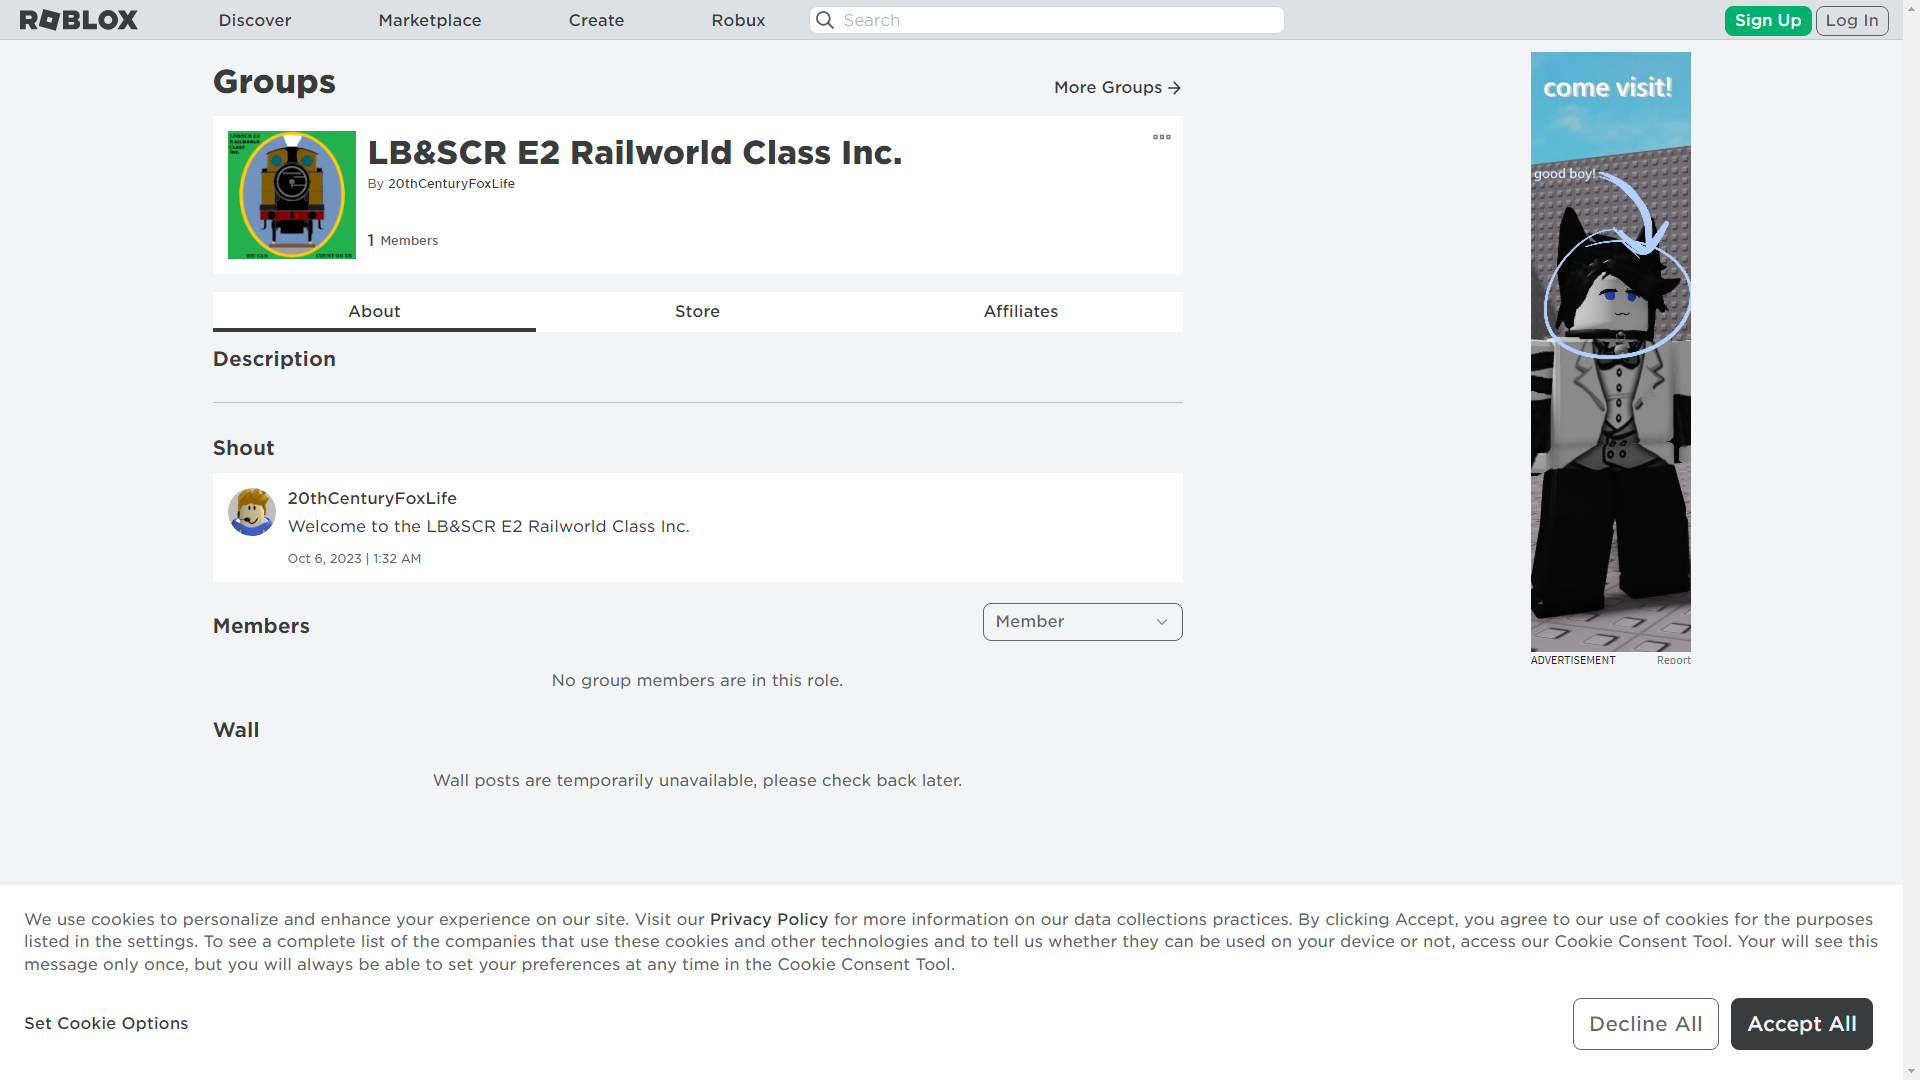 ROBLOX
Discover
Marketplace
Create
Robux
Search
Sign Up
Log In
Groups
More Groups
LB&SCR E2 Railworld Class Inc.
By 20thCenturyFoxLife
1 Members
About
Store
Affiliates
Description
Shout
20thCenturyFoxLife
Welcome to the LB&SCR E2 Railworld Class Inc.
Oct 6, 2023 | 1:32 AM
Members
Member
No group members are in this role.
Wall
Wall posts are temporarily unavailable, please check back later.
come visit!
good boy!
ADVERTISEMENT
Report
We use cookies to personalize and enhance your experience on our site. Visit our Privacy Policy for more information on our data collections practices. By clicking Accept, you agree to our use of cookies for the purposes
listed in the settings. To see a complete list of the companies that use these cookies and other technologies and to tell us whether they can be used on your device or not, access our Cookie Consent Tool. Your will see this
message only once, but you will always be able to set your preferences at any time in the Cookie Consent Tool.
Set Cookie Options
Decline All
Accept All